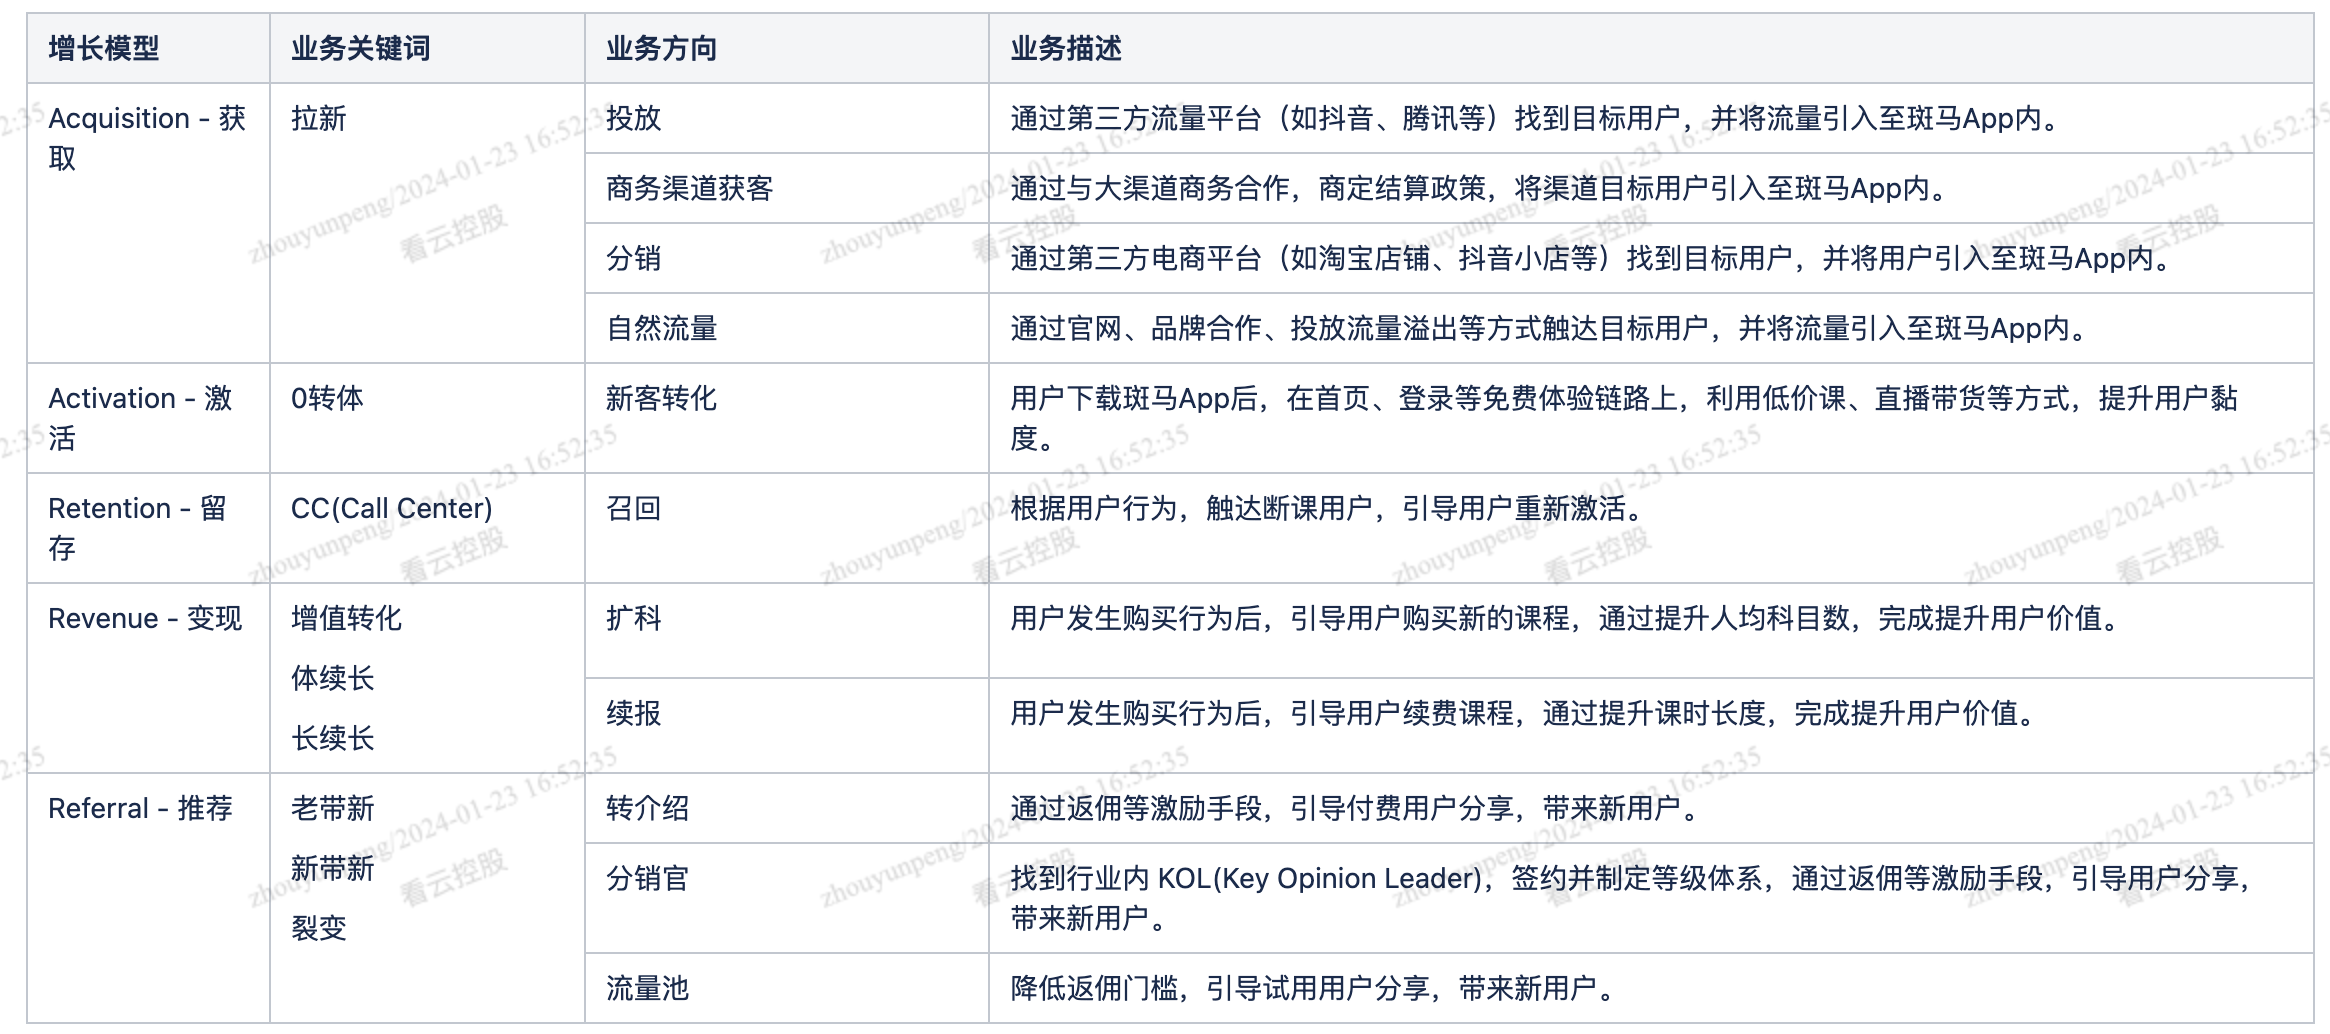 增长模型 业务关键词 业务方向 业务描述
Acquisition - 获 拉新 投放 通过第三方流量平台（如抖音、腾讯等）找到目标用户，并将流量引入至斑马App内。
取
商务渠道获客 通过与大渠道商务合作，商定结算政策，将渠道目标用户引入至斑马App内。
分销 通过第三方电商平台（如淘宝店铺、抖音小店等）找到目标用户，并将用户引入至斑马App内。
自然流量 通过官网、品牌合作、投放流量溢出等方式触达目标用户，并将流量引入至斑马App内。
Activation - 激 0转体 新客转化 用户下载斑马App后，在首页、登录等免费体验链路上，利用低价课、直播带货等方式，提升用户黏
活 度。
Retention - 留 CC(Call Center) 召回 根据用户行为，触达断课用户，引导用户重新激活。
存
Revenue - 变现 增值转化 扩科 用户发生购买行为后，引导用户购买新的课程，通过提升人均科目数，完成提升用户价值。
体续长
续报 用户发生购买行为后，引导用户续费课程，通过提升课时长度，完成提升用户价值。
长续长
Referral - 推荐 老带新 转介绍 通过返佣等激励手段，引导付费用户分享，带来新用户。
新带新 分销官 找到行业内 KOL(Key Opinion Leader)，签约并制定等级体系，通过返佣等激励手段，引导用户分享，
带来新用户。
裂变
流量池 降低返佣门槛，引导试用用户分享，带来新用户。
zhouyunpeng/2024-01-23 16:52:35
看云控股